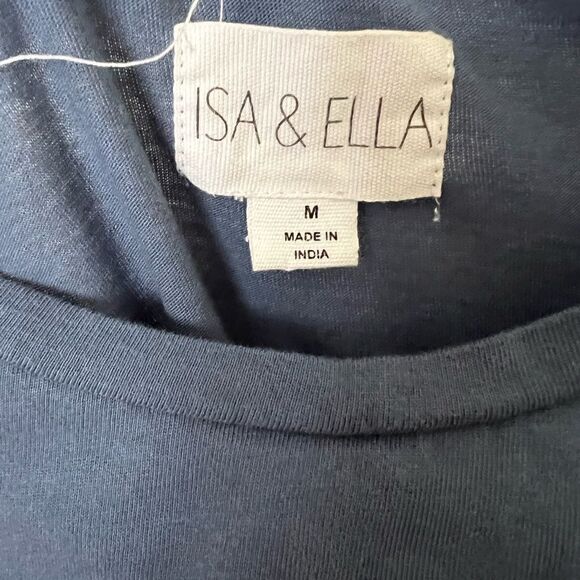 ISA & ELLA
M
MADE IN
INDIA